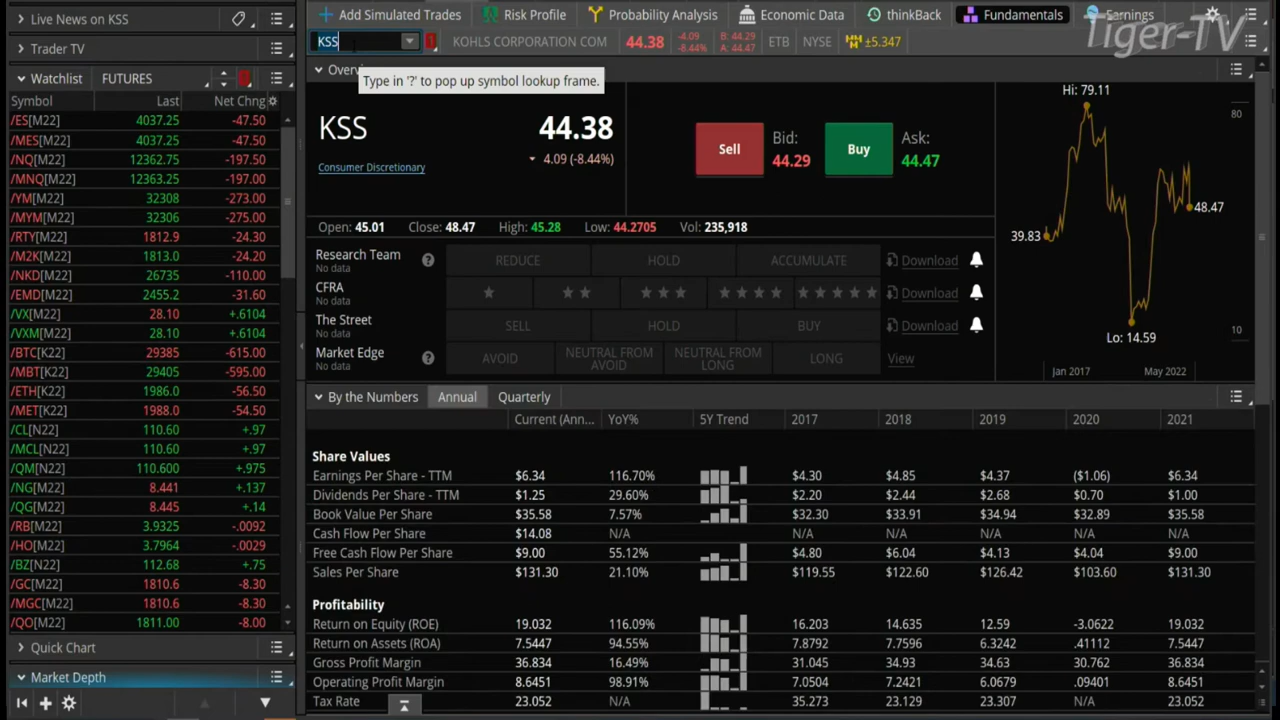 Live News on KSS
Trader TV
Watchlist FUTURES
Symbol Last Net Chng
/ES[M22] 4037.25 -47.50
/MES[M22] 4037.25 -47.50
/NQ[M22] 12362.75 -197.50
/MNQ[M22] 12363.25 -197.00
/YM[M22] 32308 -273.00
/MYM[M22] 32306 -275.00
/RTY[M22] 1812.9 -24.30
/M2K[M22] 1813.0 -24.20
/NKD[M22] 26735 -110.00
/EMD[M22] 2455.2 -31.60
/VX[M22] 28.10 +.6104
/VXM[M22] 28.10 +.6104
/BTC[K22] 29385 -615.00
/MBT[K22] 29405 -595.00
/ETH[K22] 1986.0 -56.50
/MET[K22] 1988.0 -54.50
/CL[N22] 110.60 +.97
/MCL[N22] 110.60 +.97
/QM[N22] 110.600 +.975
/NG[M22] 8.441 +.137
/QG[M22] 8.445 +.14
/RB[M22] 3.9325 -.0092
/HO[M22] 3.7964 -.0029
/BZ[N22] 112.68 +.75
/GC[M22] 1810.6 -8.30
/MGC[M22] 1810.6 -8.30
/QO[M22] 1811.00 -8.00
Quick Chart
Market Depth
Add Simulated Trades Risk Profile Probability Analysis Economic Data thinkBack Fundamentals Earnings
Tiger-TV
KSS KOHLS CORPORATION COM 44.38 -4.09 -8.44% B: 44.29 A: 44.47 ETB NYSE ±5.347
Type in '?' to pop up symbol lookup frame.
KSS 44.38
4.09 (-8.44%)
Consumer Discretionary
Sell Bid: 44.29 Buy Ask: 44.47
Open: 45.01 Close: 48.47 High: 45.28 Low: 44.2705 Vol: 235,918
Research Team No data REDUCE HOLD ACCUMULATE Download
CFRA No data ★ ★★ ★★★ ★★★★ ★★★★★ Download
The Street No data SELL HOLD BUY Download
Market Edge No data AVOID NEUTRAL FROM AVOID NEUTRAL FROM LONG LONG View
Hi: 79.11
80
48.47
39.83
Lo: 14.59
10
Jan 2017 May 2022
By the Numbers Annual Quarterly
Current (Ann... YoY% 5Y Trend 2017 2018 2019 2020 2021
Share Values
Earnings Per Share - TTM $6.34 116.70% $4.30 $4.85 $4.37 ($1.06) $6.34
Dividends Per Share - TTM $1.25 29.60% $2.20 $2.44 $2.68 $0.70 $1.00
Book Value Per Share $35.58 7.57% $32.30 $33.91 $34.94 $32.89 $35.58
Cash Flow Per Share $14.08 N/A N/A N/A N/A N/A N/A
Free Cash Flow Per Share $9.00 55.12% $4.80 $6.04 $4.13 $4.04 $9.00
Sales Per Share $131.30 21.10% $119.55 $122.60 $126.42 $103.60 $131.30
Profitability
Return on Equity (ROE) 19.032 116.09% 16.203 14.635 12.59 -3.0622 19.032
Return on Assets (ROA) 7.5447 94.55% 7.8792 7.7596 6.3242 .41112 7.5447
Gross Profit Margin 36.834 16.49% 31.045 34.93 34.63 30.762 36.834
Operating Profit Margin 8.6451 98.91% 7.0504 7.2421 6.0679 .09401 8.6451
Tax Rate 23.052 N/A 35.273 23.129 23.307 N/A 23.052